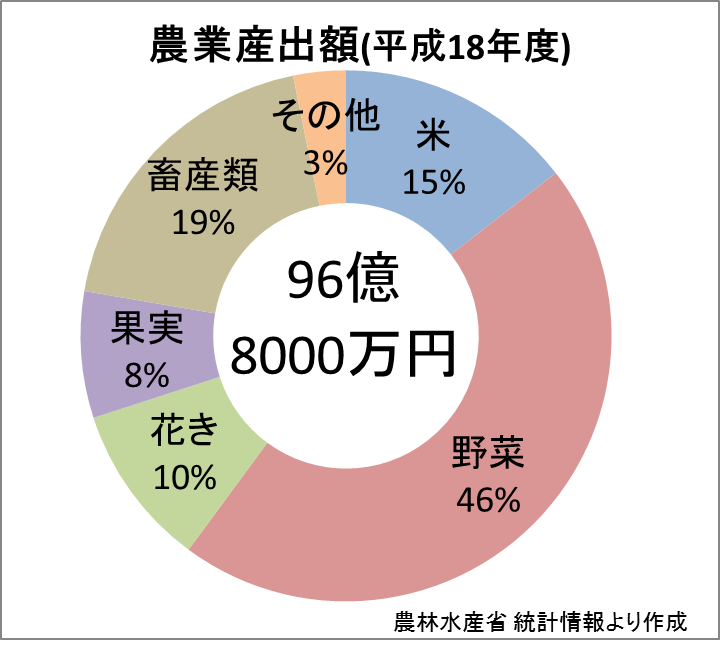 農業産出額(平成18年度)
その他
3%
米
15%
畜産類
19%
96億
8000万円
果実
8%
花き
10%
野菜
46%
農林水産省 統計情報より作成